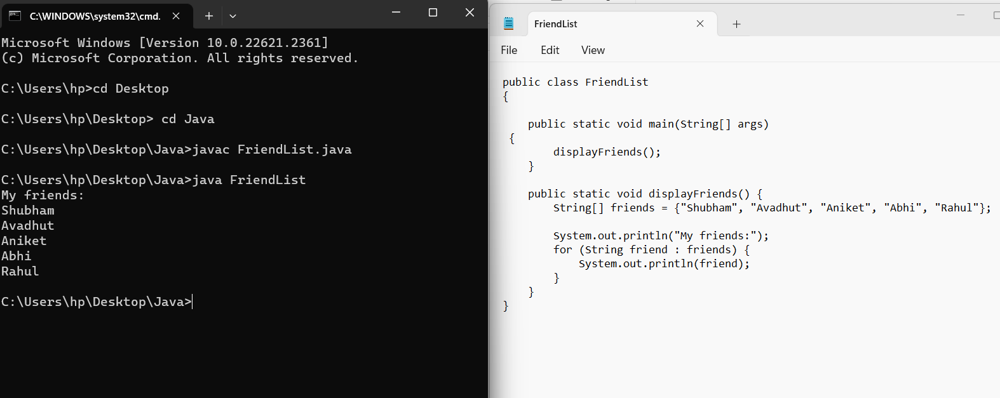 C:\WINDOWS\system32\cmd.
Microsoft Windows [Version 10.0.22621.2361]
(c) Microsoft Corporation. All rights reserved.
C:\Users\hp>cd Desktop
C:\Users\hp\Desktop> cd Java
C:\Users\hp\Desktop\Java>javac FriendList.java
C:\Users\hp\Desktop\Java>java FriendList
My friends:
Shubham
Avadhut
Aniket
Abhi
Rahul
C:\Users\hp\Desktop\Java>
FriendList
File Edit View
public class FriendList
{
    public static void main(String[] args)
 {
        displayFriends();
    }
    public static void displayFriends() {
        String[] friends = {"Shubham", "Avadhut", "Aniket", "Abhi", "Rahul"};
        System.out.println("My friends:");
        for (String friend : friends) {
            System.out.println(friend);
        }
    }
}